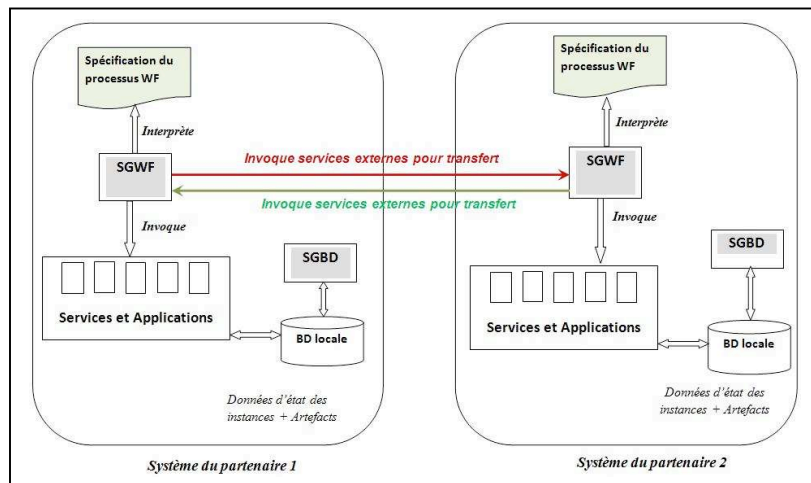 Spécification du
processus WF
Interprète
SGWF
Invoque
SGBD
Services et Applications
BD locale
Données d'état des
instances + Artefacts
Système du partenaire 1
Invoque services externes pour transfert
Invoque services externes pour transfert
Spécification du
processus WF
Interprète
SGWF
Invoque
SGBD
Services et Applications
BD locale
Données d'état des
instances + Artefacts
Système du partenaire 2